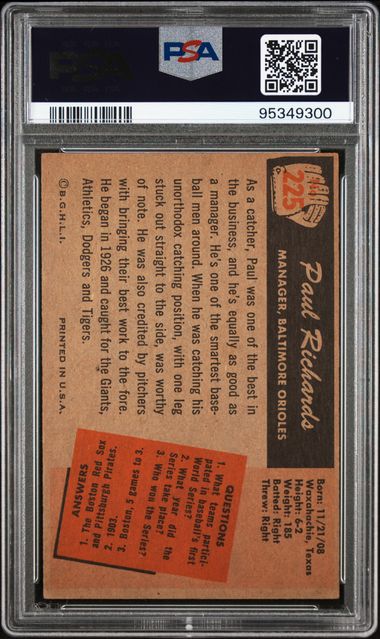 PSA
95349300
225
Paul Richards
MANAGER, BALTIMORE ORIOLES
Born: 11/21/08
Waxahachie, Texas
Height: 6-2
Weight: 185
Batted: Right
Threw: Right
As a catcher, Paul was one of the best in
the business, and he's equally as good as
a manager. He's one of the smartest base-
ball men around. When he was catching his
unorthodox catching position, with one leg
stuck out straight to the side, was worthy
of note. He was also credited by pitchers
with bringing their best work to the fore.
He began in 1926 and caught for the Giants,
Athletics, Dodgers and Tigers.
QUESTIONS
1. What teams partici-
pated in baseball's first
World Series?
2. What year did the
Series take place?
3. Who won the Series?
ANSWERS
1. The Boston Red Sox
and Pittsburgh Pirates.
2. 1903.
3. Boston, 5 games to 3.
©B.G.H.L.I.
PRINTED IN U.S.A.